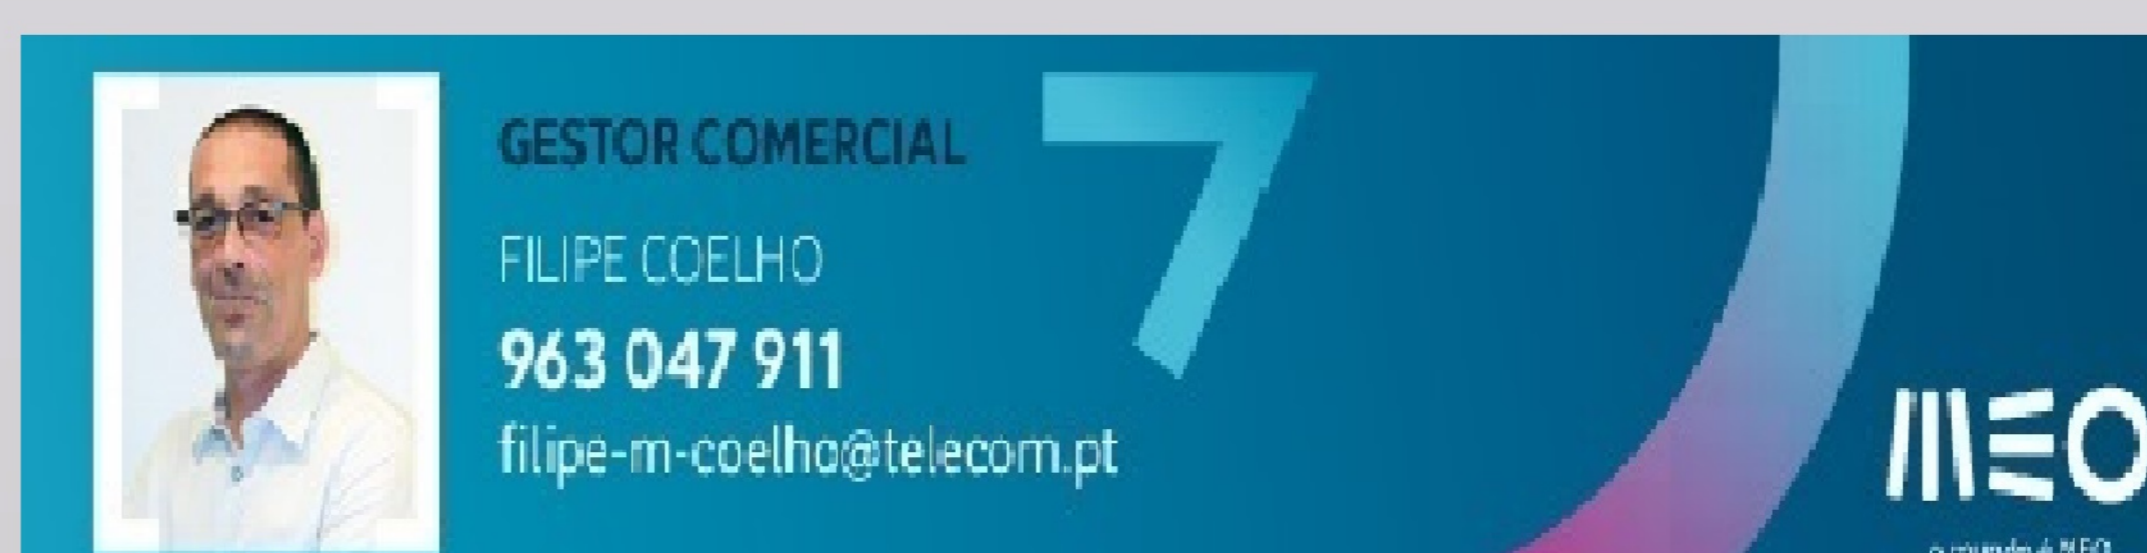 GESTOR COMERCIAL
FILIPE COELHO
963 047 911
filipe-m-coelho@telecom.pt
MEO